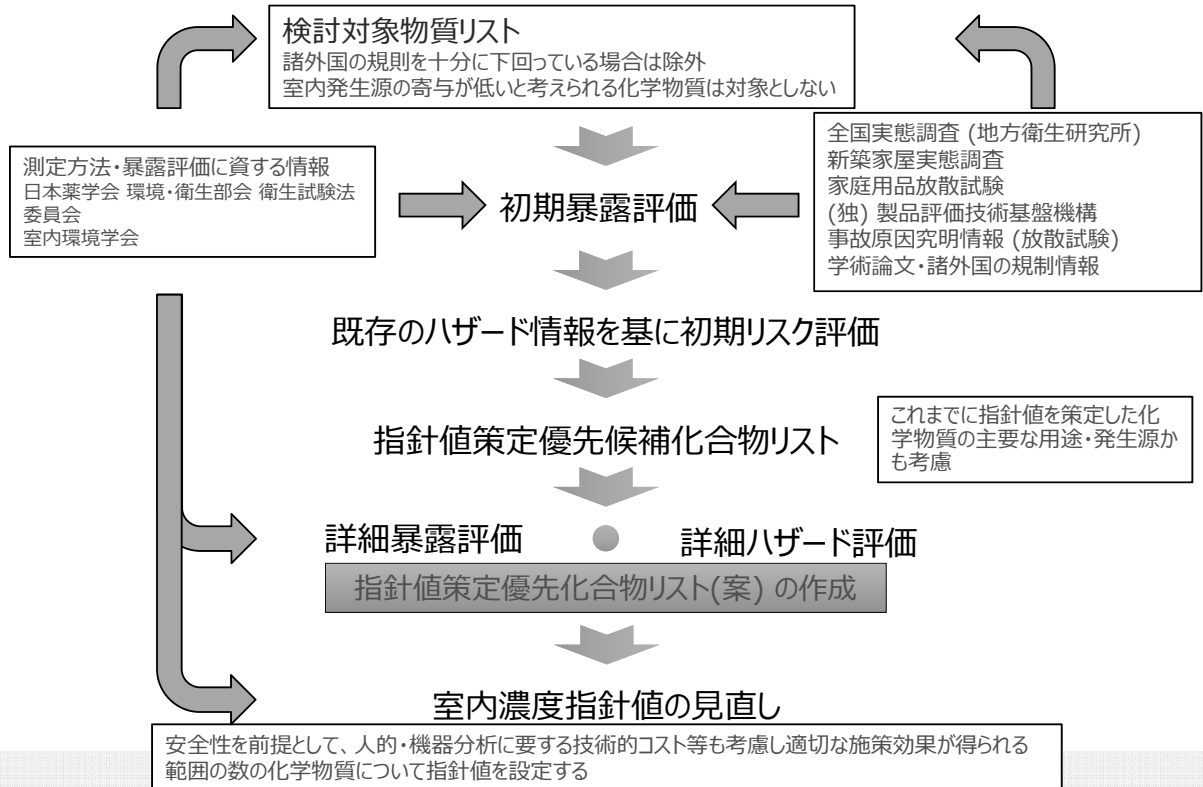 検討対象物質リスト
諸外国の規則を十分に下回っている場合は除外
室内発生源の寄与が低いと考えられる化学物質は対象としない
測定方法・暴露評価に資する情報
日本薬学会 環境・衛生部会 衛生試験法
委員会
室内環境学会
初期暴露評価
全国実態調査 (地方衛生研究所)
新築家屋実態調査
家庭用品放散試験
(独) 製品評価技術基盤機構
事故原因究明情報 (放散試験)
学術論文・諸外国の規制情報
既存のハザード情報を基に初期リスク評価
指針値策定優先候補化合物リスト
これまでに指針値を策定した化
学物質の主要な用途・発生源か
も考慮
詳細暴露評価
詳細ハザード評価
指針値策定優先化合物リスト(案) の作成
室内濃度指針値の見直し
安全性を前提として、人的・機器分析に要する技術的コスト等も考慮し適切な施策効果が得られる
範囲の数の化学物質について指針値を設定する